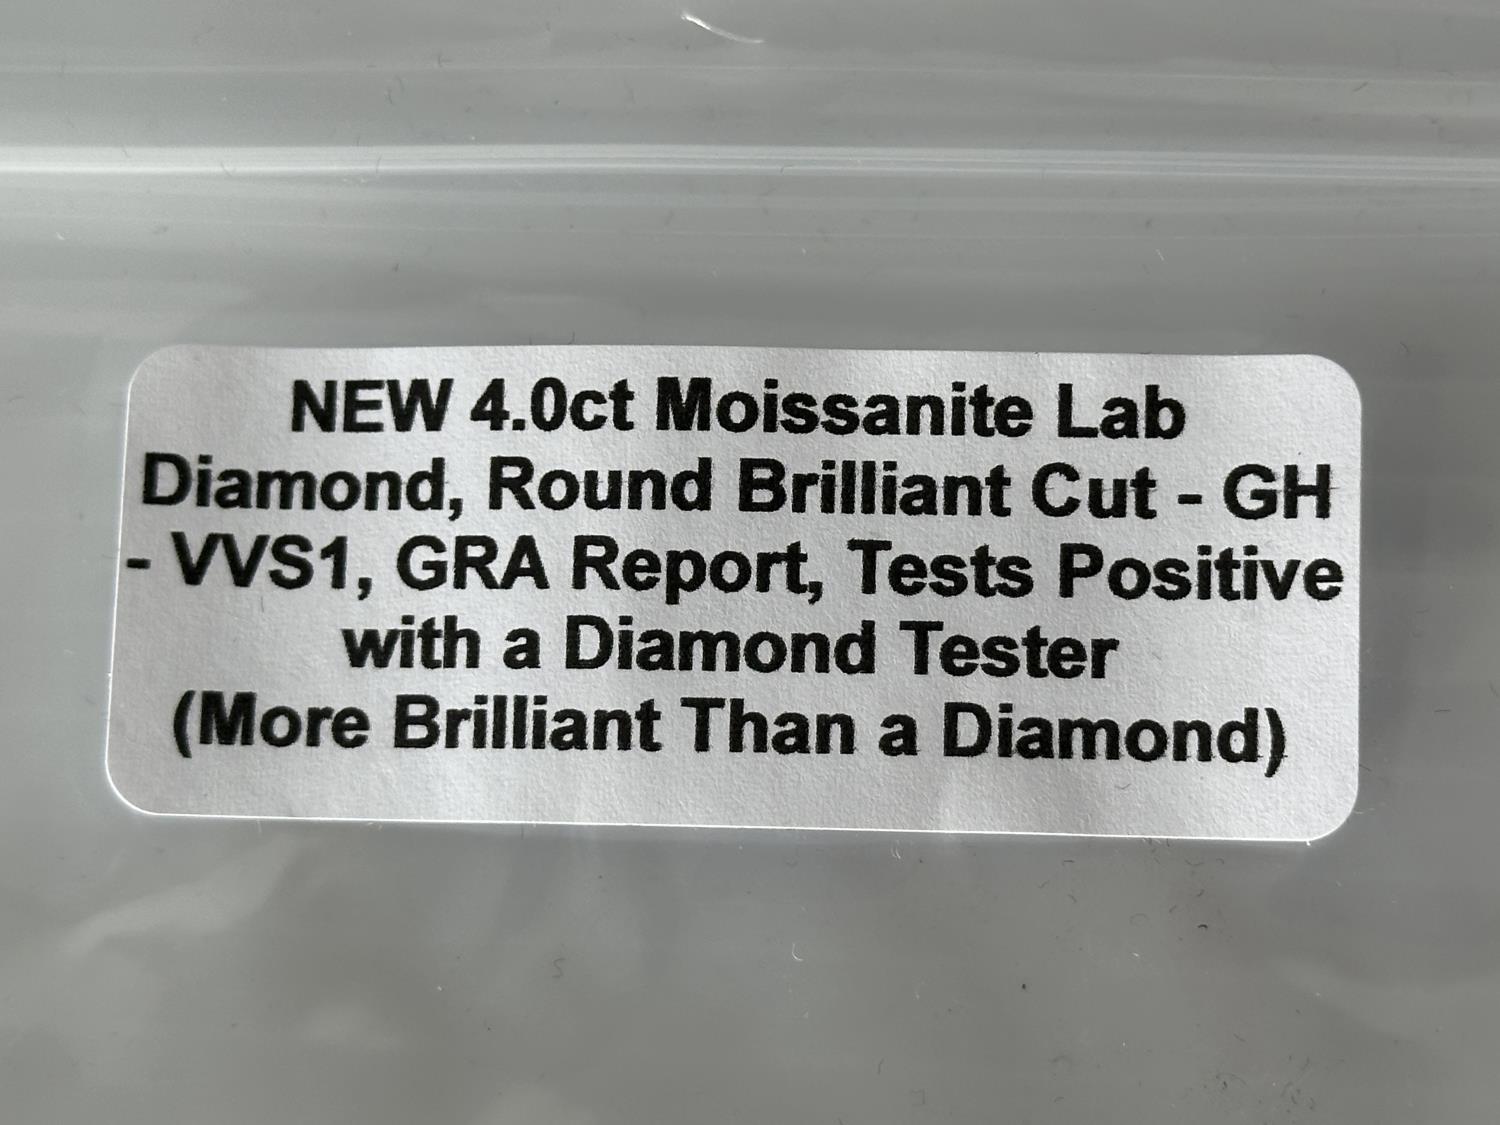 NEW 4.0ct Moissanite Lab
Diamond, Round Brilliant Cut - GH
- VVS1, GRA Report, Tests Positive
with a Diamond Tester
(More Brilliant Than a Diamond)